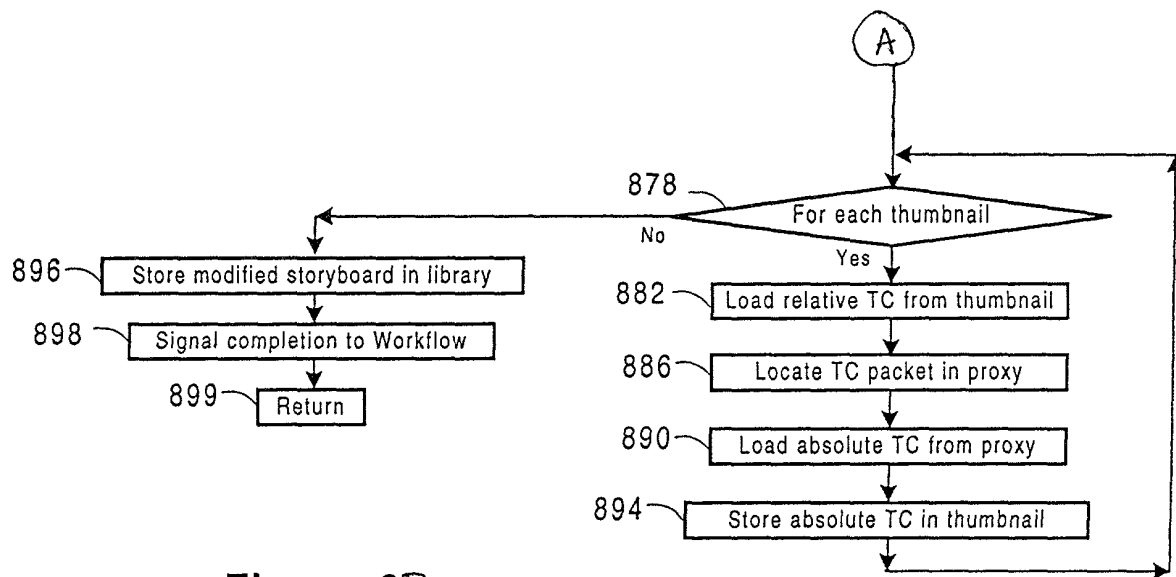 A
878
For each thumbnail
No
Yes
896 Store modified storyboard in library
882 Load relative TC from thumbnail
898 Signal completion to Workflow
886 Locate TC packet in proxy
899 Return
890 Load absolute TC from proxy
894 Store absolute TC in thumbnail